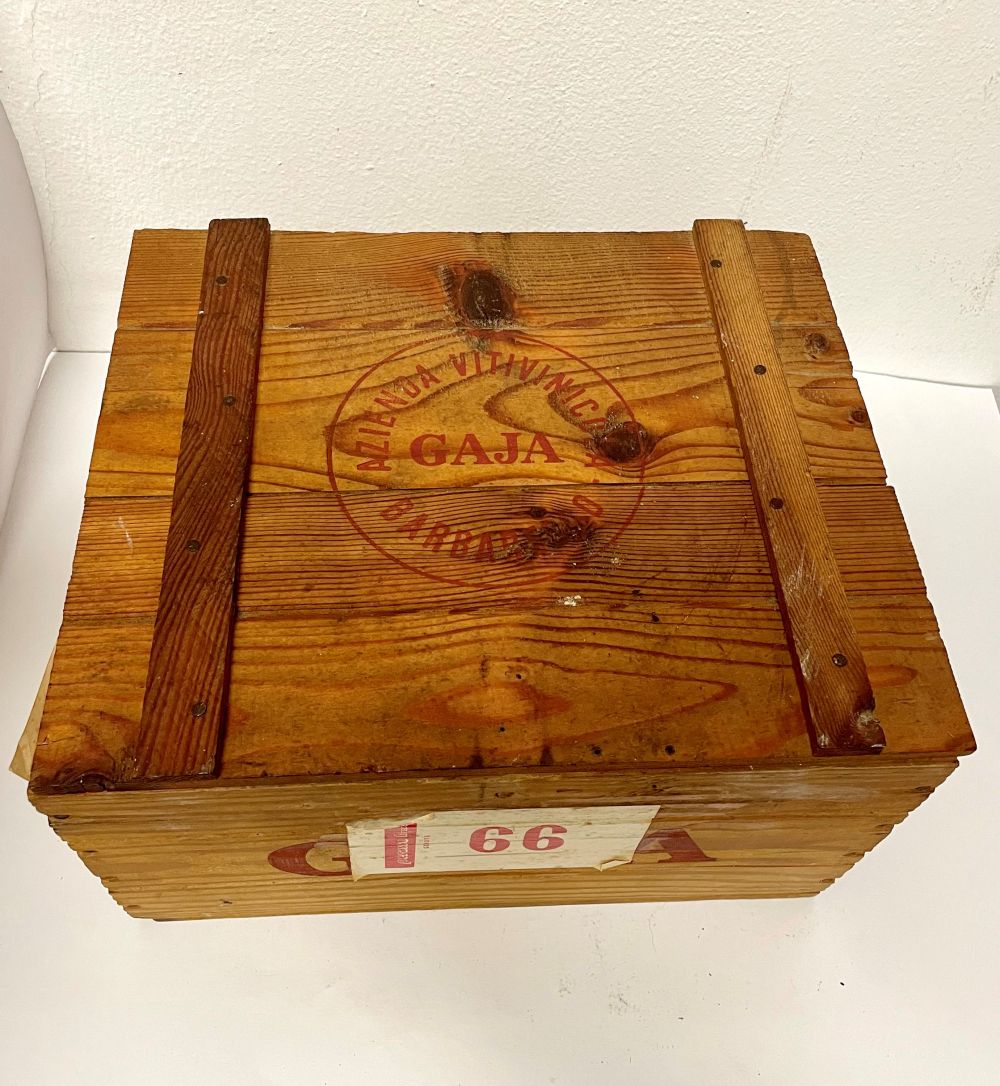 AZIENDA VITIVINICOLA
GAJA
BARBARESCO
66
G A